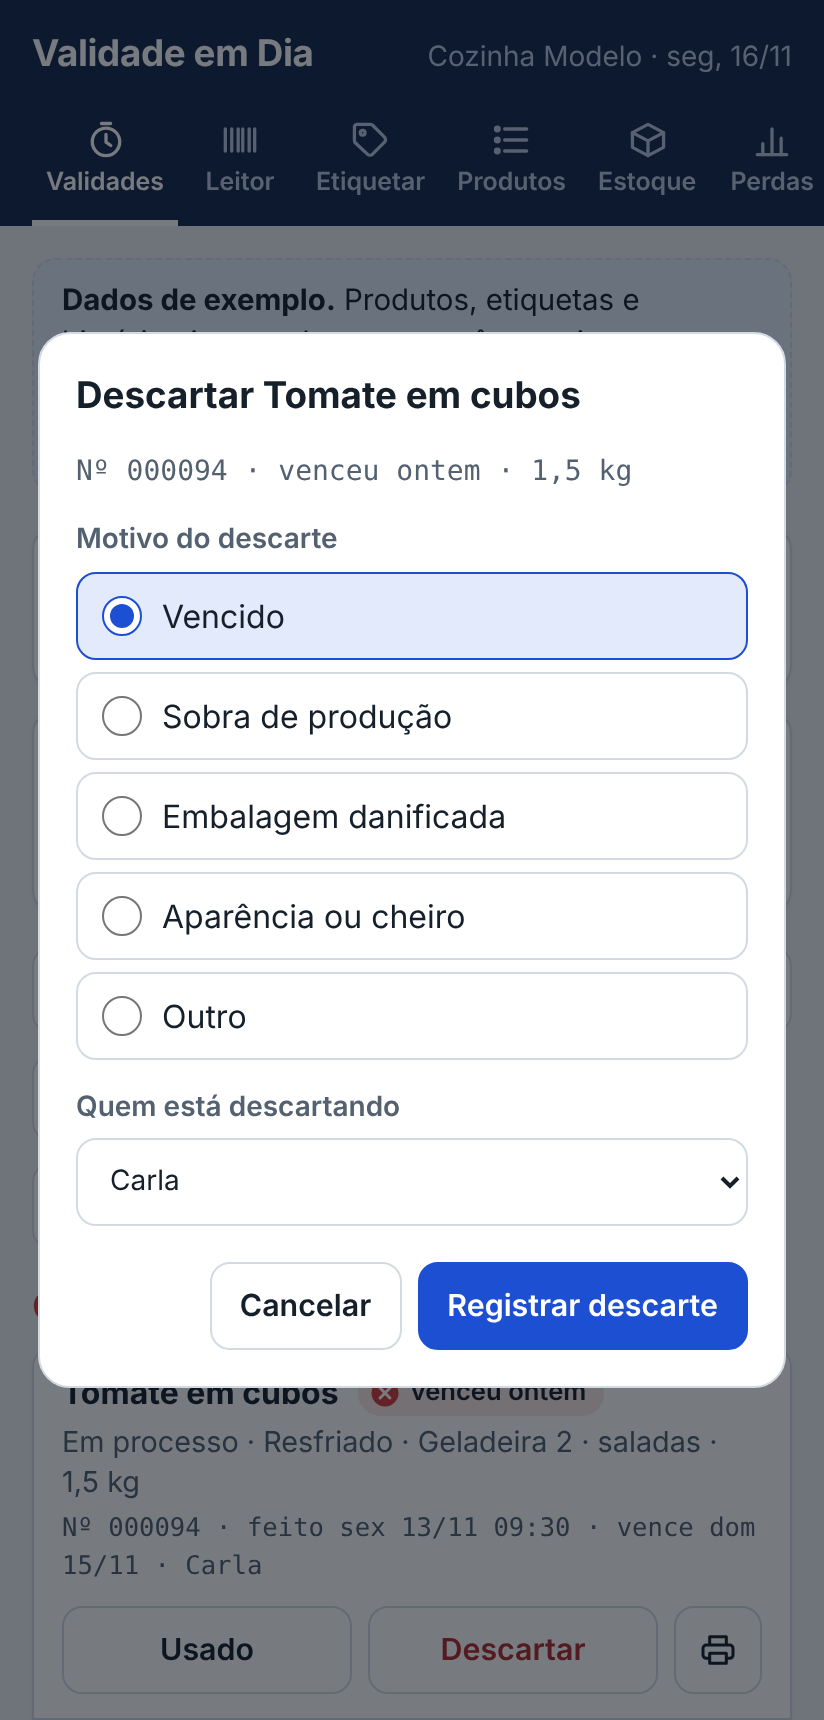 Validade em Dia
Cozinha Modelo · seg, 16/11
Validades
Leitor
Etiquetar
Produtos
Estoque
Perdas
Dados de exemplo. Produtos, etiquetas e
Descartar Tomate em cubos
Nº 000094 · venceu ontem · 1,5 kg
Motivo do descarte
Vencido
Sobra de produção
Embalagem danificada
Aparência ou cheiro
Outro
Quem está descartando
Carla
Cancelar
Registrar descarte
Tomate em cubos
Venceu ontem
Em processo · Resfriado · Geladeira 2 · saladas ·
1,5 kg
Nº 000094 · feito sex 13/11 09:30 · vence dom
15/11 · Carla
Usado
Descartar